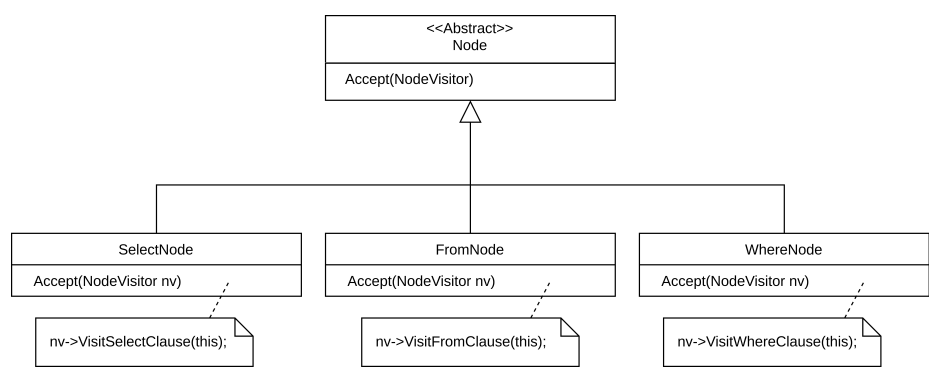 <<Abstract>>
Node
Accept(NodeVisitor)
SelectNode
Accept(NodeVisitor nv)
nv->VisitSelectClause(this);
FromNode
Accept(NodeVisitor nv)
nv->VisitFromClause(this);
WhereNode
Accept(NodeVisitor nv)
nv->VisitWhereClause(this);